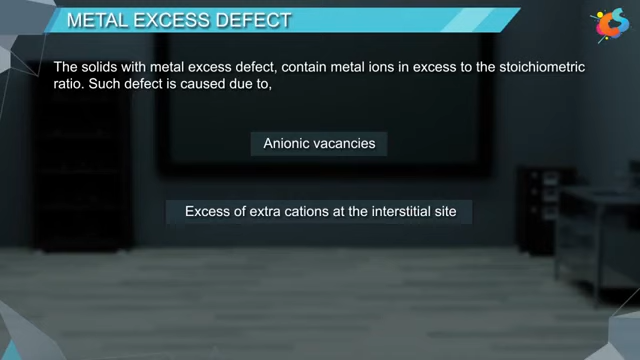 METAL EXCESS DEFECT
The solids with metal excess defect, contain metal ions in excess to the stoichiometric
ratio. Such defect is caused due to,
Anionic vacancies
Excess of extra cations at the interstitial site